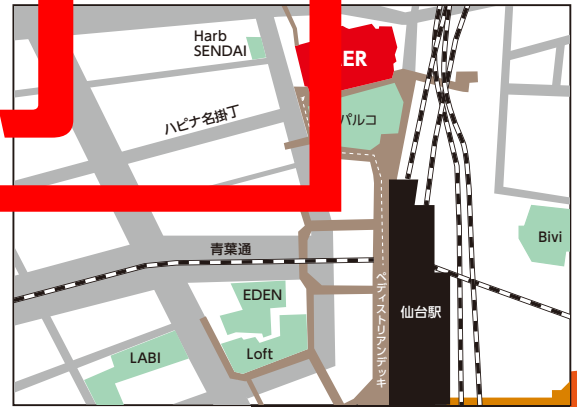 Harb
SENDAI
ER
ハピナ名掛丁
パルコ
青葉通
Bivi
EDEN
ペデストリアンデッキ
仙台駅
LABI
Loft